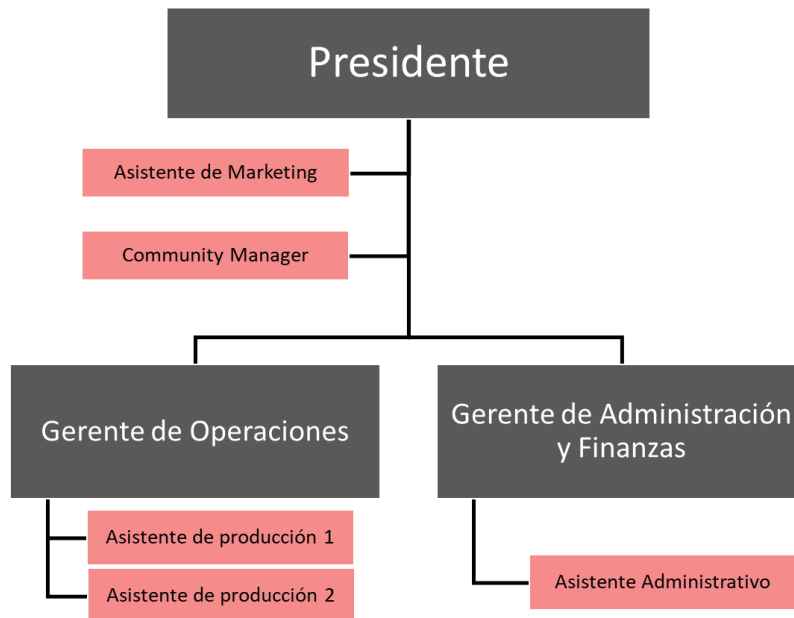 Presidente
Asistente de Marketing
Community Manager
Gerente de Operaciones
Gerente de Administración
y Finanzas
Asistente de producción 1
Asistente de producción 2
Asistente Administrativo